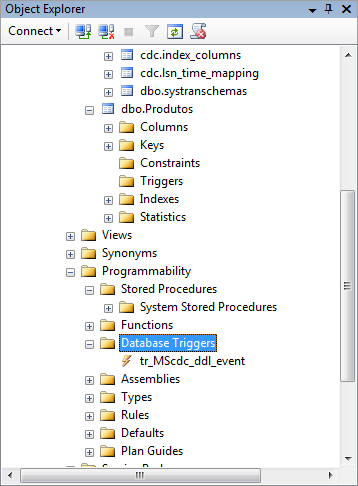 Object Explorer
Connect
cdc.index_columns
cdc.lsn_time_mapping
dbo.systranschemas
dbo.Produtos
Columns
Keys
Constraints
Triggers
Indexes
Statistics
Views
Synonyms
Programmability
Stored Procedures
System Stored Procedures
Functions
Database Triggers
tr_MScdc_ddl_event
Assemblies
Types
Rules
Defaults
Plan Guides